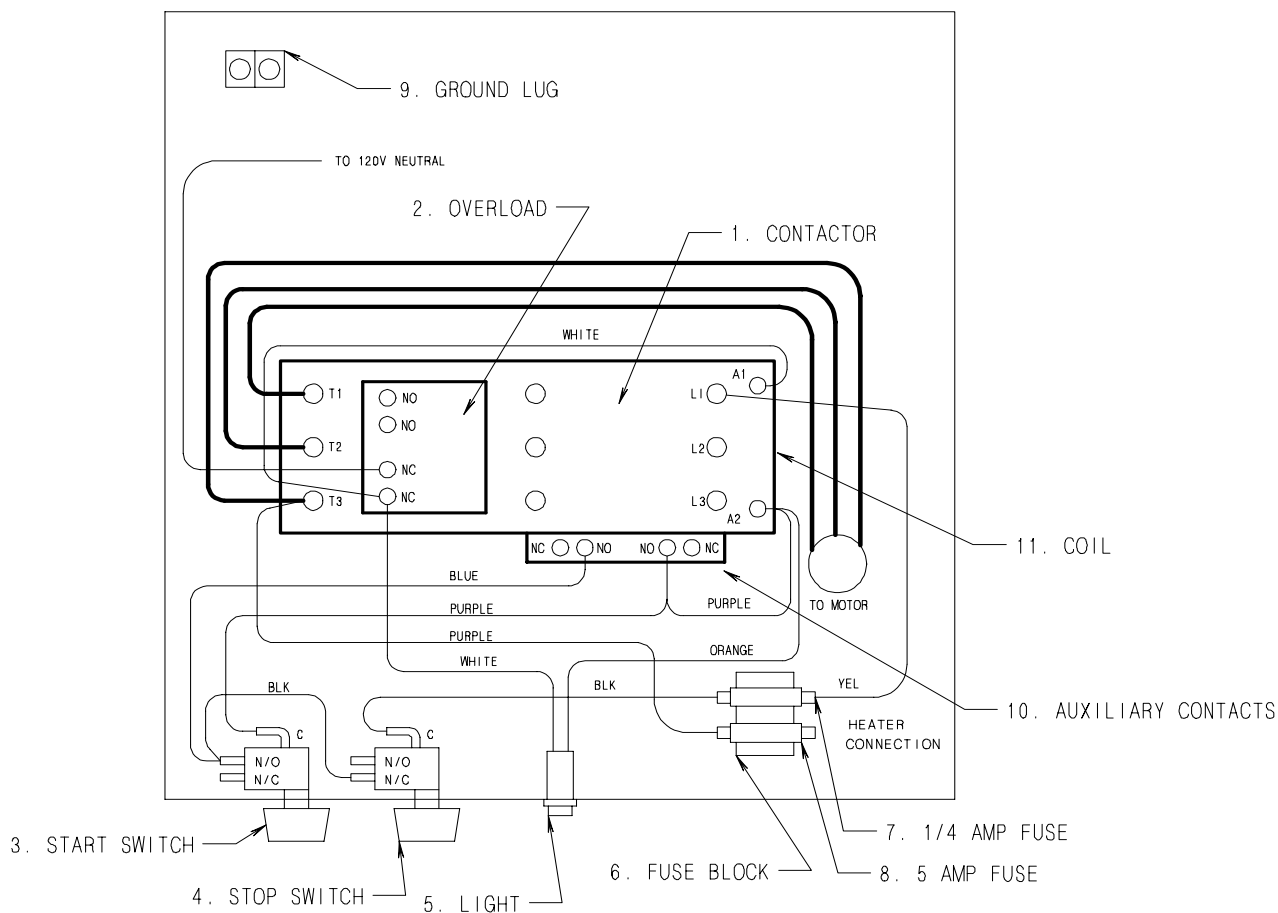 9. GROUND LUG
TO 120V NEUTRAL
2. OVERLOAD
1. CONTACTOR
WHITE
A1
T1
NO
L1
NO
T2
L2
NC
NC
T3
L3
A2
NC
NO
NO
NC
11. COIL
BLUE
PURPLE
PURPLE
TO MOTOR
PURPLE
ORANGE
WHITE
BLK
BLK
YEL
10. AUXILIARY CONTACTS
HEATER
CONNECTION
C
C
N/O
N/C
N/O
N/C
3. START SWITCH
4. STOP SWITCH
5. LIGHT
6. FUSE BLOCK
7. 1/4 AMP FUSE
8. 5 AMP FUSE